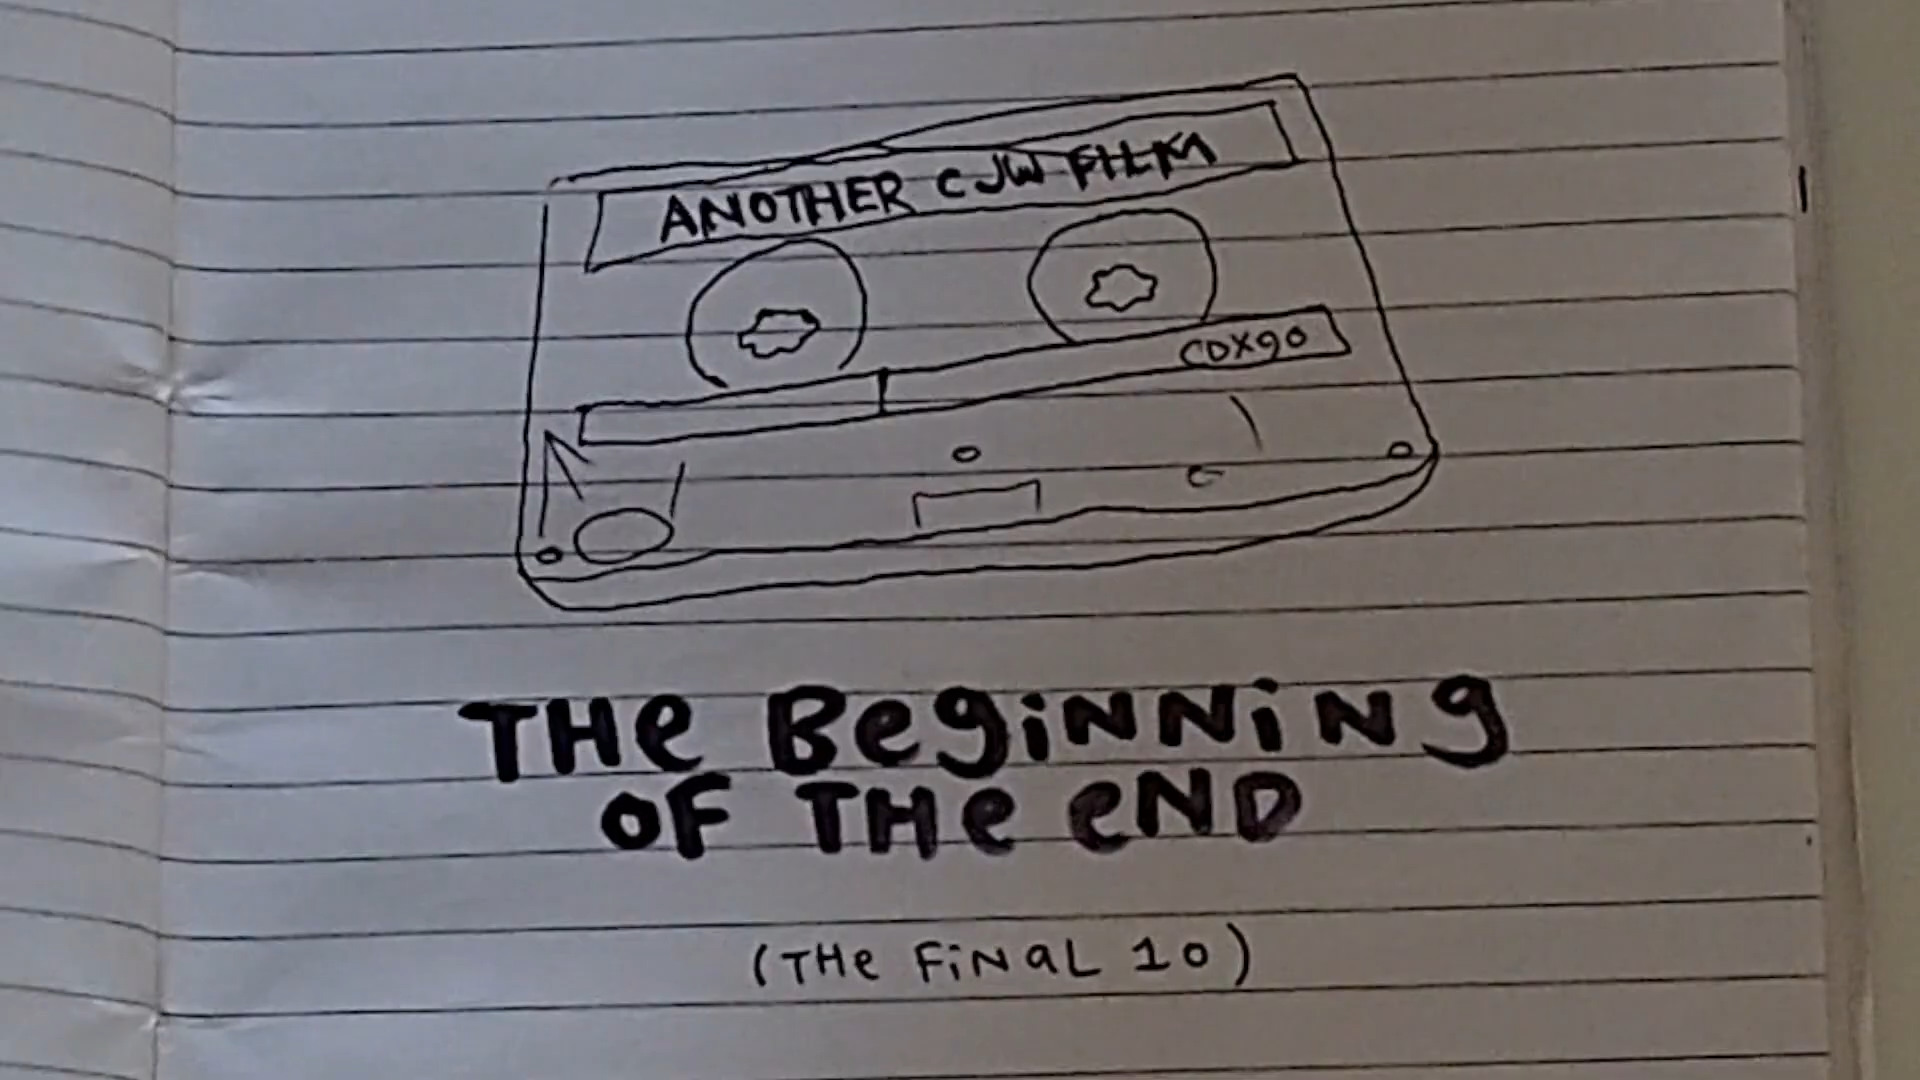 ANOTHER CJW FILM
CDX90
THe BegiNNiNg
OF THe eND
(THe FiNaL 10)